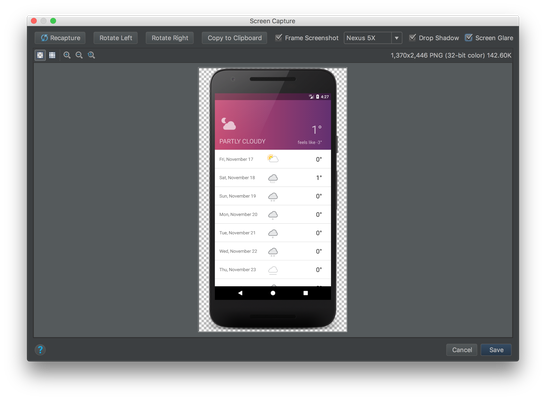 Screen Capture
Recapture
Rotate Left
Rotate Right
Copy to Clipboard
Frame Screenshot
Nexus 5X
Drop Shadow
Screen Glare
1,370x2,446 PNG (32-bit color) 142.60K
4:27
1°
PARTLY CLOUDY
feels like: 3°
Fri, November 17 0°
Sat, November 18 1°
Sun, November 19 0°
Mon, November 20 0°
Tue, November 21 0°
Wed, November 22 0°
Thu, November 23 0°
?
Cancel
Save